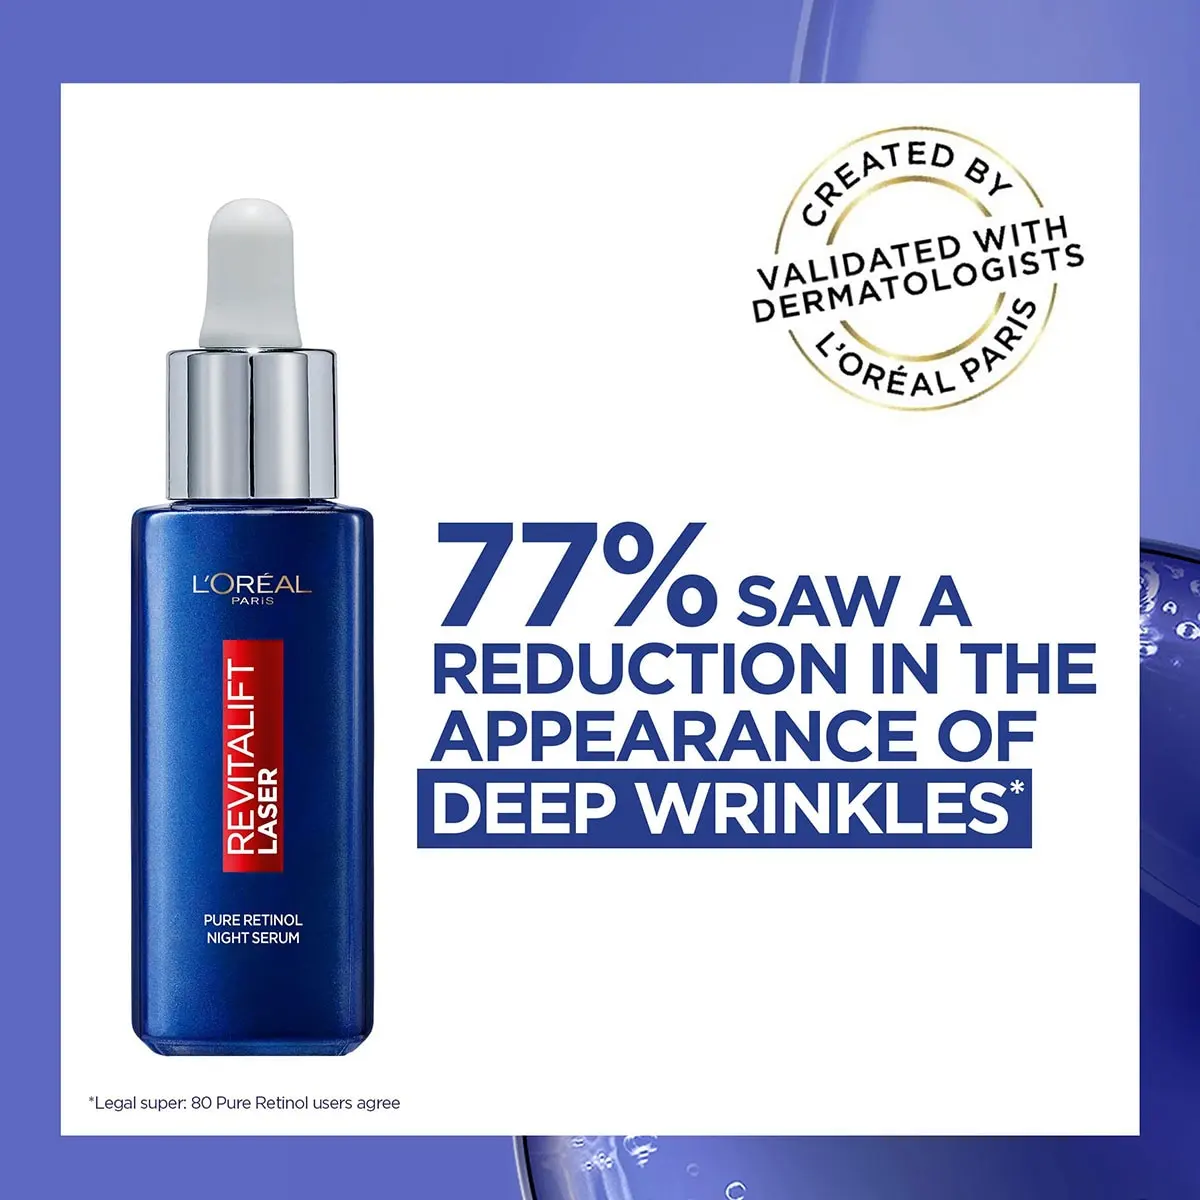 CREATED BY
VALIDATED WITH
DERMATOLOGISTS
L'ORÉAL PARIS
L'ORÉAL
PARIS
REVITALIFT
LASER
PURE RETINOL
NIGHT SERUM
77% SAW A
REDUCTION IN THE
APPEARANCE OF
DEEP WRINKLES*
*Legal super: 80 Pure Retinol users agree